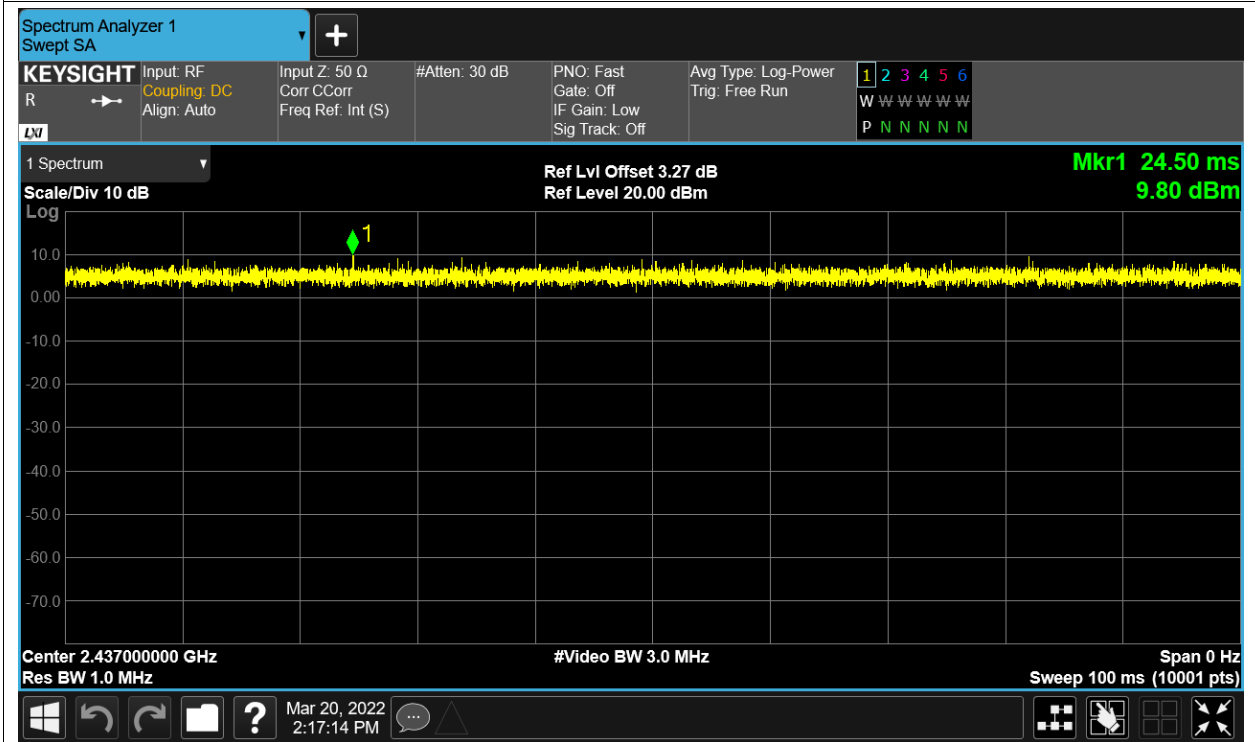 Spectrum Analyzer 1
Swept SA
+
KEYSIGHT
R
LXI
Input: RF
Coupling: DC
Align: Auto
Input Z: 50 Ω
Corr CCorr
Freq Ref: Int (S)
#Atten: 30 dB
PNO: Fast
Gate: Off
IF Gain: Low
Sig Track: Off
Avg Type: Log-Power
Trig: Free Run
1 2 3 4 5 6
W W W W W W
P N N N N N
1 Spectrum
Scale/Div 10 dB
Log
Ref Lvl Offset 3.27 dB
Ref Level 20.00 dBm
Mkr1 24.50 ms
9.80 dBm
1
10.0
0.00
-10.0
-20.0
-30.0
-40.0
-50.0
-60.0
-70.0
Center 2.437000000 GHz
Res BW 1.0 MHz
#Video BW 3.0 MHz
Span 0 Hz
Sweep 100 ms (10001 pts)
?
Mar 20, 2022
2:17:14 PM